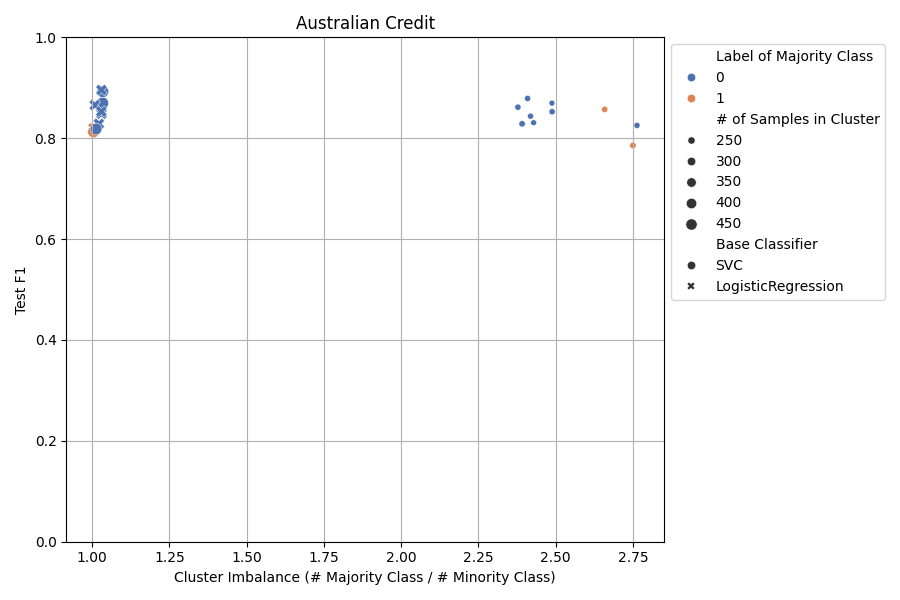 Australian Credit
1.0
0.8
0.6
0.4
0.2
0.0
Test F1
1.00 1.25 1.50 1.75 2.00 2.25 2.50 2.75
Cluster Imbalance (# Majority Class / # Minority Class)
Label of Majority Class
0
1
# of Samples in Cluster
250
300
350
400
450
Base Classifier
SVC
LogisticRegression